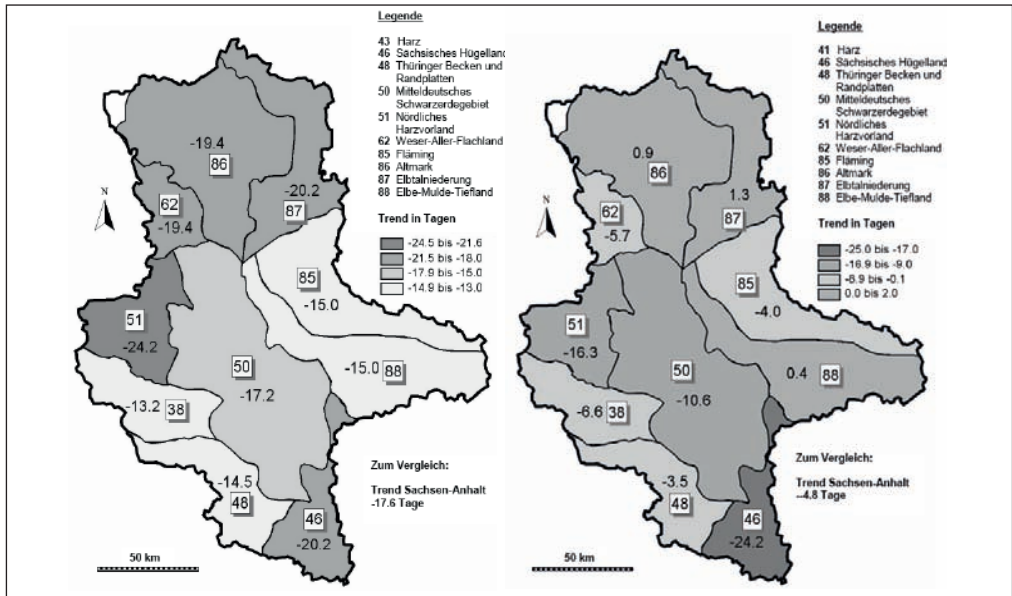 Legende
43 Harz
46 Sächsisches Hügelland
48 Thüringer Becken und
Randplatten
50 Mitteldeutsches
Schwarzerdegebiet
51 Nördliches
Harzvorland
62 Weser-Aller-Flachland
85 Fläming
86 Altmark
87 Elbtalniederung
88 Elbe-Mulde-Tiefland
Trend in Tagen
-24.5 bis -21.6
-21.5 bis -18.0
-17.9 bis -15.0
-14.9 bis -13.0
N
-19.4
86
-20.2
87
62
-19.4
85
-15.0
51
-24.2
50
-17.2
-15.0 88
-13.2
38
-14.5
48
46
-20.2
Zum Vergleich:
Trend Sachsen-Anhalt
-17.6 Tage
50 km
Legende
41 Harz
46 Sächsisches Hügelland
48 Thüringer Becken und
Randplatten
50 Mitteldeutsches
Schwarzerdegebiet
51 Nördliches
Harzvorland
62 Weser-Aller-Flachland
85 Fläming
86 Altmark
87 Elbtalniederung
88 Elbe-Mulde-Tiefland
Trend in Tagen
-25.0 bis -17.0
-16.9 bis -9.0
-8.9 bis -0.1
0.0 bis 2.0
N
0.9
86
1.3
87
62
-5.7
85
-4.0
51
-16.3
50
-10.6
0.4 88
-6.6
38
-3.5
48
46
-24.2
Zum Vergleich:
Trend Sachsen-Anhalt
--4.8 Tage
50 km